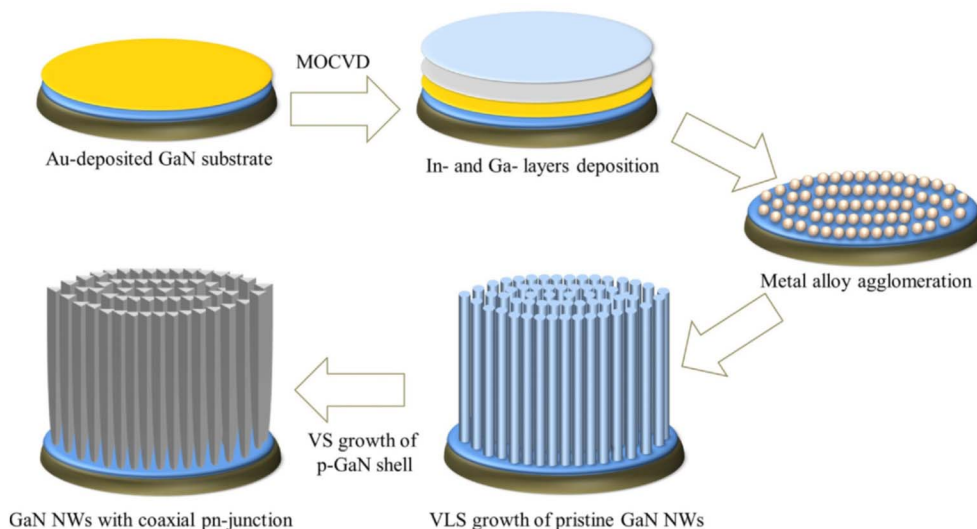 MOCVD
Au-deposited GaN substrate
In- and Ga- layers deposition
Metal alloy agglomeration
VS growth of
p-GaN shell
GaN NWs with coaxial pn-junction
VLS growth of pristine GaN NWs